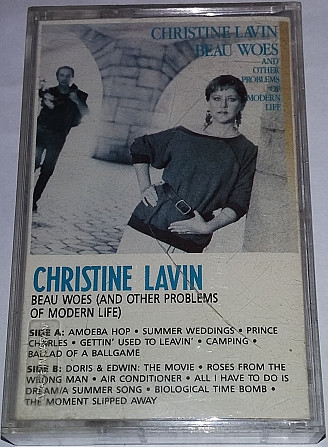 CHRISTINE LAVIN
BEAU WOES
AND
OTHER
PROBLEMS
OF
MODERN
LIFE
CHRISTINE LAVIN
BEAU WOES (AND OTHER PROBLEMS
OF MODERN LIFE)
SIDE A: AMOEBA HOP • SUMMER WEDDINGS • PRINCE
CHARLES • GETTIN' USED TO LEAVIN' • CAMPING •
BALLAD OF A BALLGAME
SIDE B: DORIS & EDWIN: THE MOVIE • ROSES FROM THE
WRONG MAN • AIR CONDITIONER • ALL I HAVE TO DO IS
DREAM/A SUMMER SONG • BIOLOGICAL TIME BOMB •
THE MOMENT SLIPPED AWAY